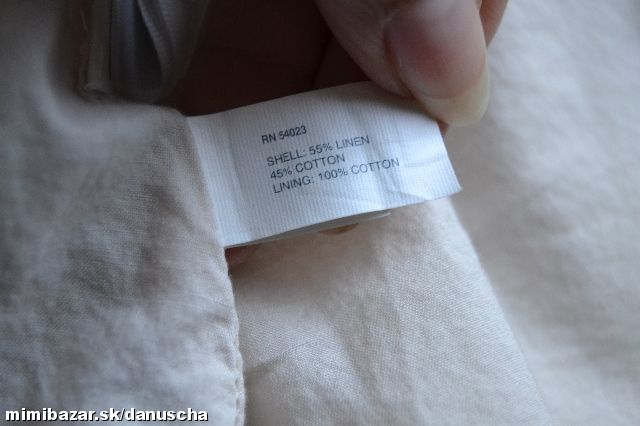 RN 54023
SHELL: 55% LINEN
45% COTTON
LINING: 100% COTTON
mimibazar.sk/danuscha